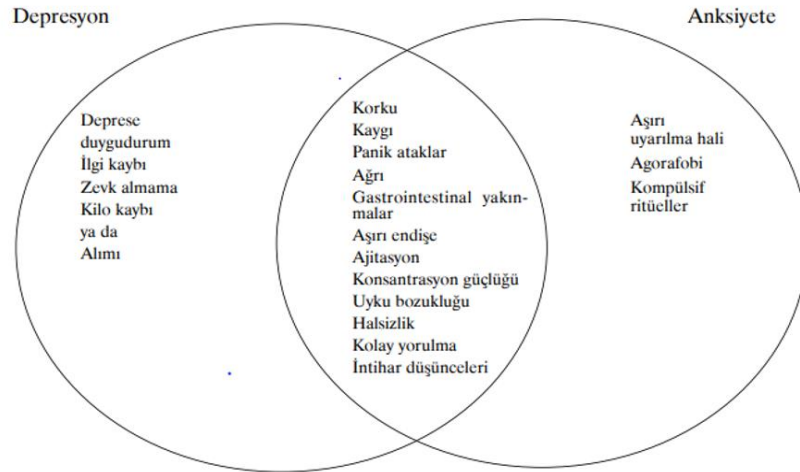 Depresyon
Anksiyete
Deprese
duygudurum
İlgi kaybı
Zevk almama
Kilo kaybı
ya da
Alımı
Korku
Kaygı
Panik ataklar
Ağrı
Gastrointestinal yakın-
malar
Aşırı endişe
Ajitasyon
Konsantrasyon güçlüğü
Uyku bozukluğu
Halsizlik
Kolay yorulma
İntihar düşünceleri
Aşırı
uyarılma hali
Agorafobi
Kompülsif
ritüeller